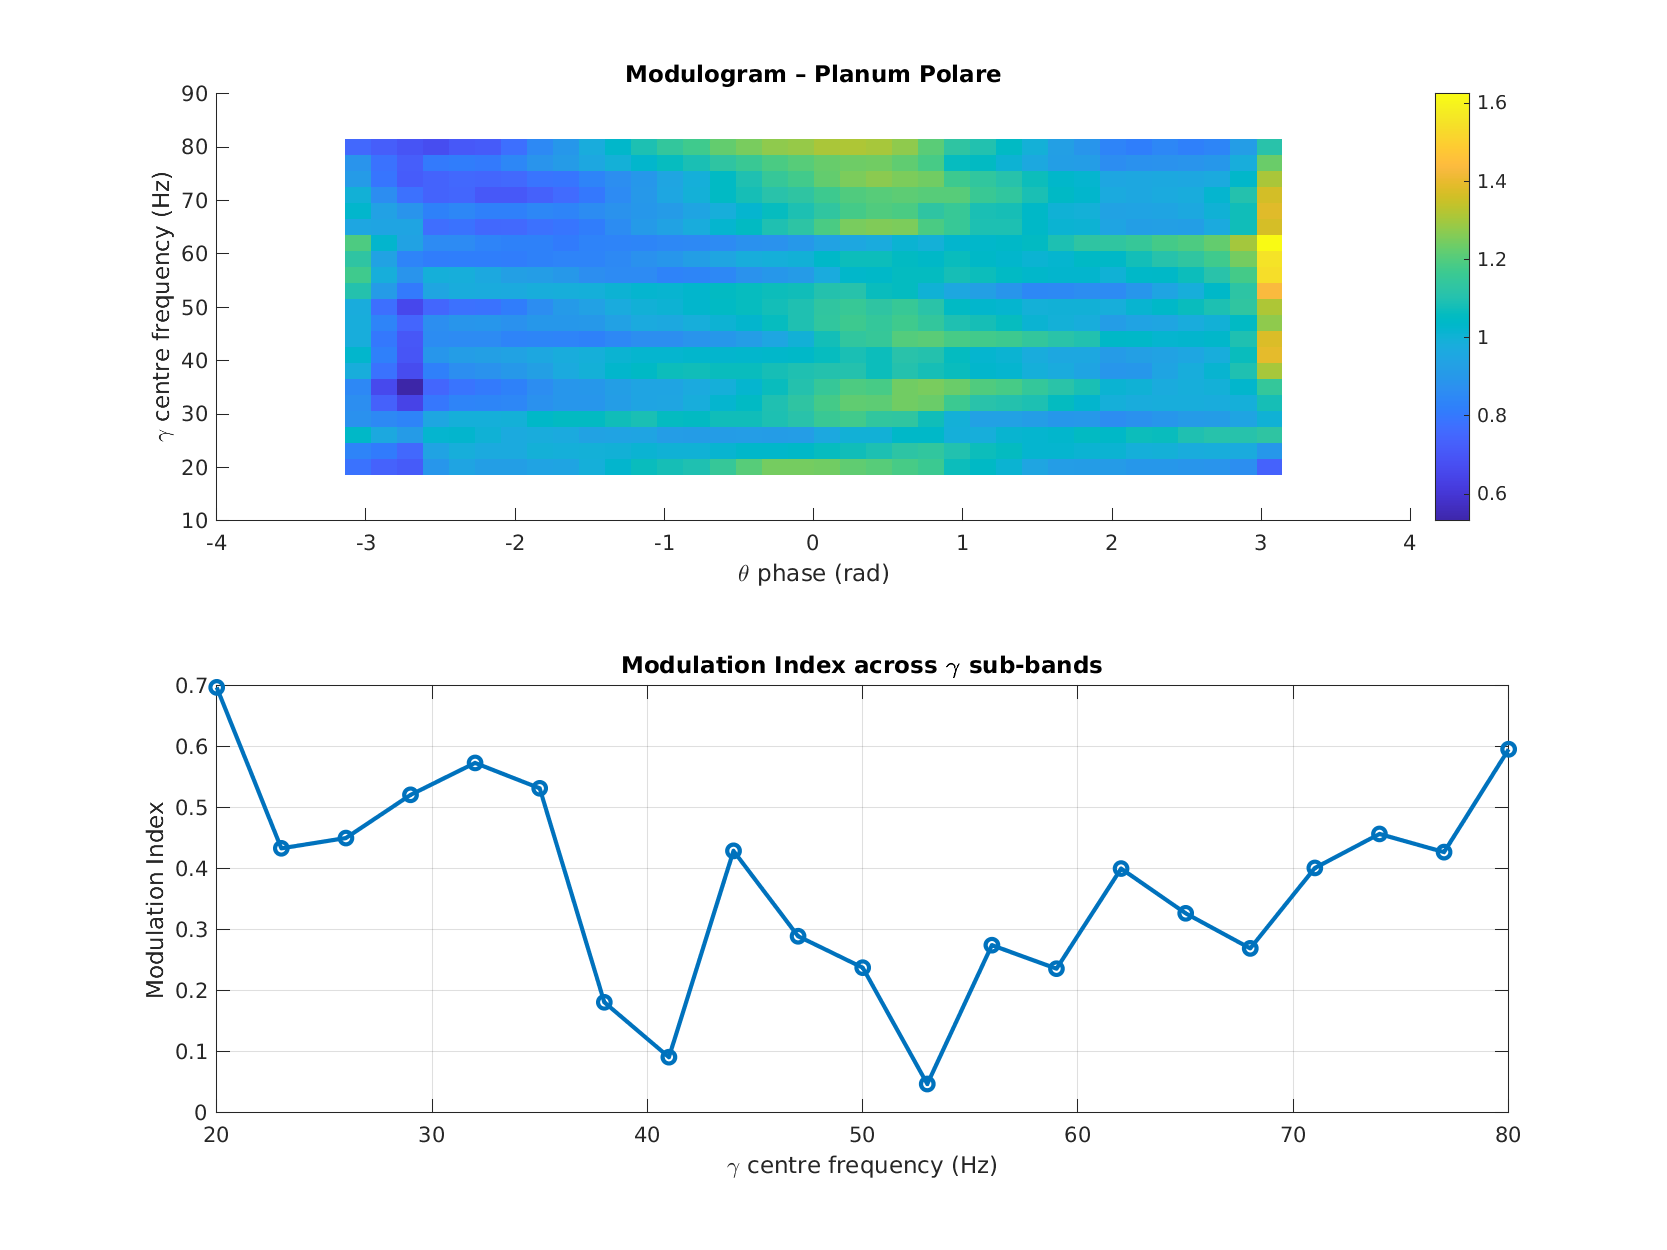 Modulogram – Planum Polare
90
80
70
60
50
40
30
20
10
γ centre frequency (Hz)
-4 -3 -2 -1 0 1 2 3 4
θ phase (rad)
1.6
1.4
1.2
1
0.8
0.6
Modulation Index across γ sub-bands
0.7
0.6
0.5
0.4
0.3
0.2
0.1
0
Modulation Index
20 30 40 50 60 70 80
γ centre frequency (Hz)